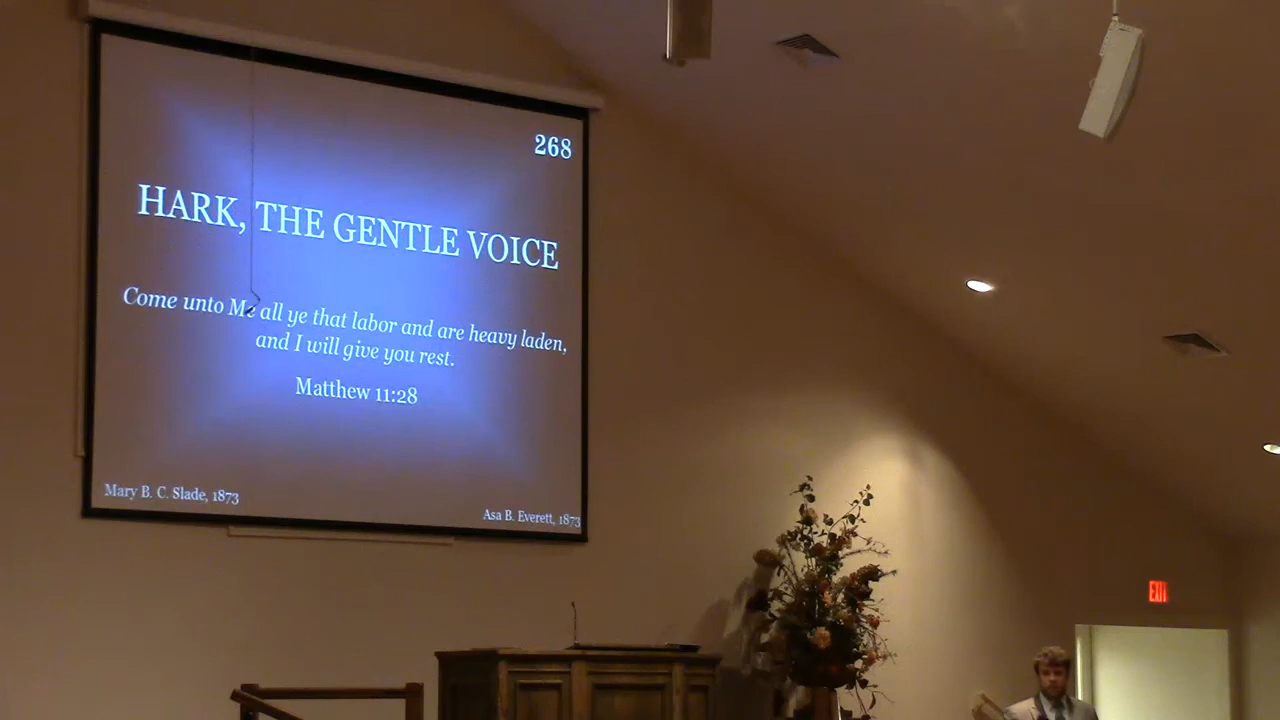 268
HARK, THE GENTLE VOICE
Come unto Me all ye that labor and are heavy laden,
and I will give you rest.
Matthew 11:28
Mary B. C. Slade, 1873
Asa B. Everett, 1873
EXIT